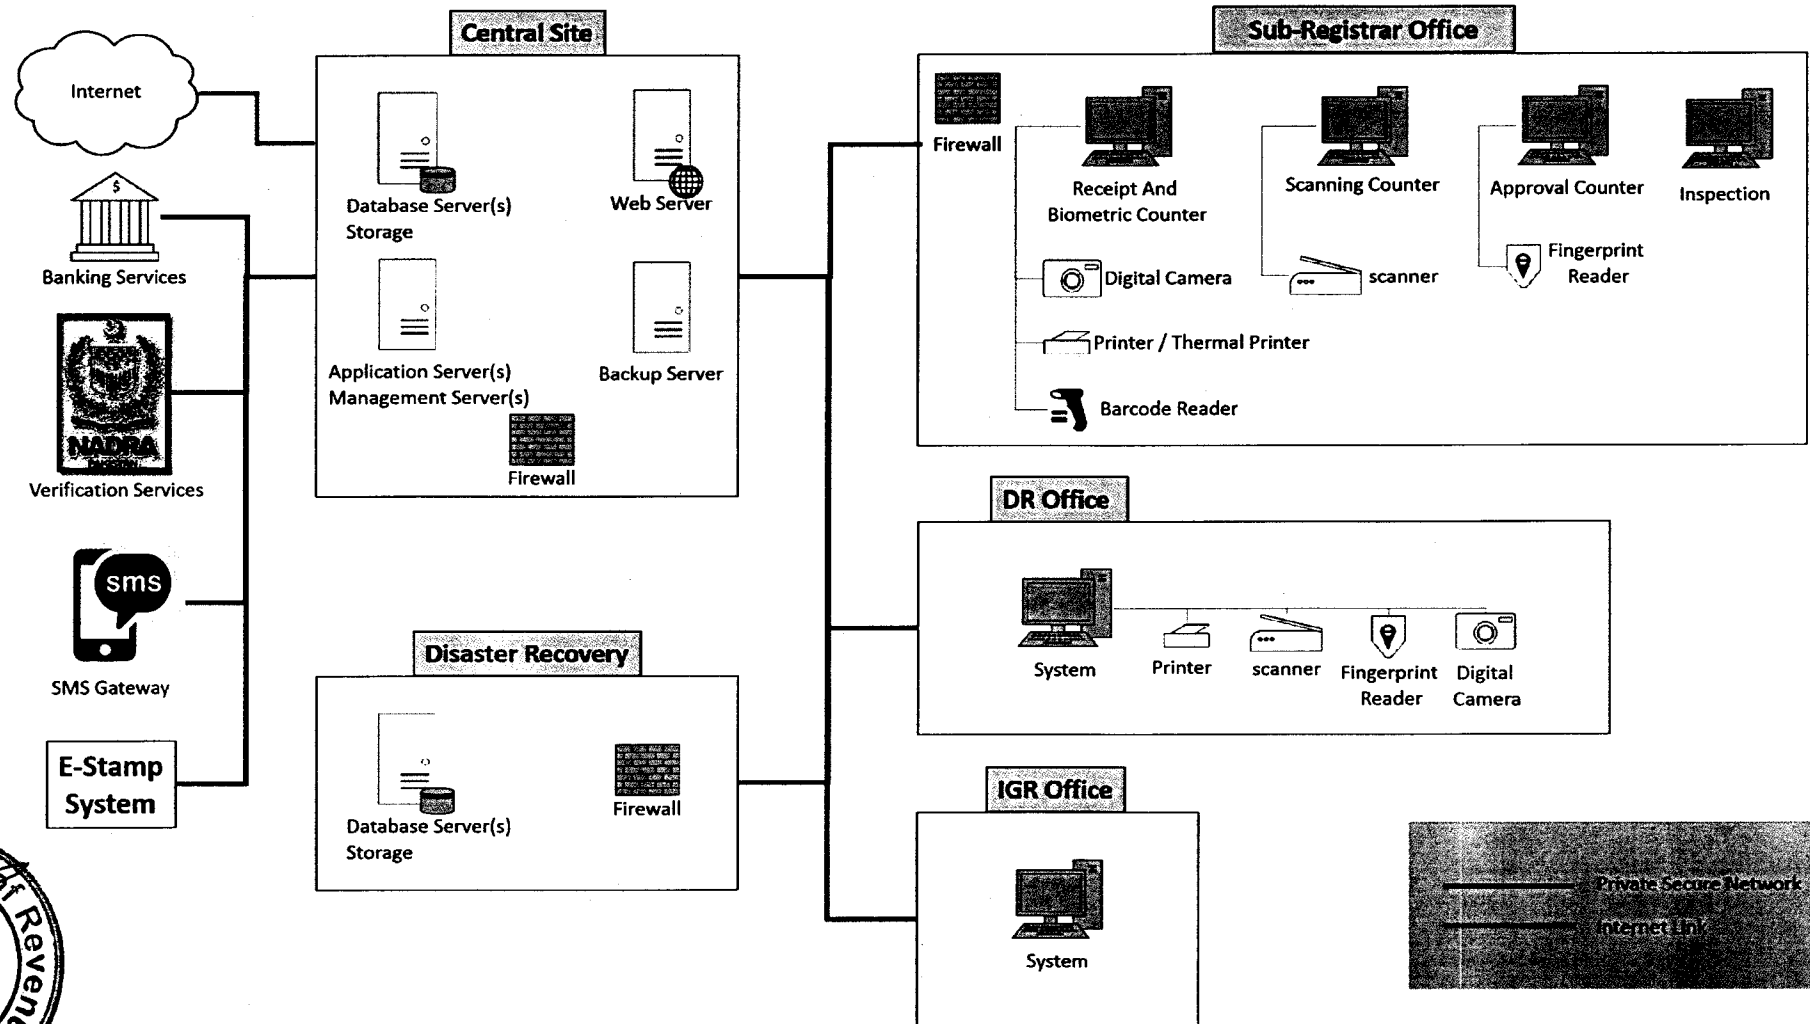 Central Site
Sub-Registrar Office
Internet
Firewall
Database Server(s)
Storage
Web Server
Receipt And
Biometric Counter
Scanning Counter
Approval Counter
Inspection
Banking Services
Digital Camera
scanner
Fingerprint
Reader
Printer / Thermal Printer
Application Server(s)
Management Server(s)
Backup Server
Barcode Reader
NADRA
Firewall
Verification Services
DR Office
sms
SMS Gateway
Disaster Recovery
System
Printer
scanner
Fingerprint
Reader
Digital
Camera
E-Stamp
System
Database Server(s)
Storage
Firewall
IGR Office
System
Private Secure Network
Internet Link
of Revenu
$